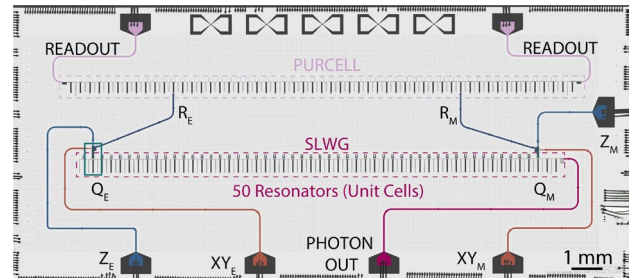 READOUT
READOUT
PURCELL
R_E
R_M
Z_M
SLWG
50 Resonators (Unit Cells)
Q_E
Q_M
Z_E
XY_E
PHOTON
OUT
XY_M
1 mm